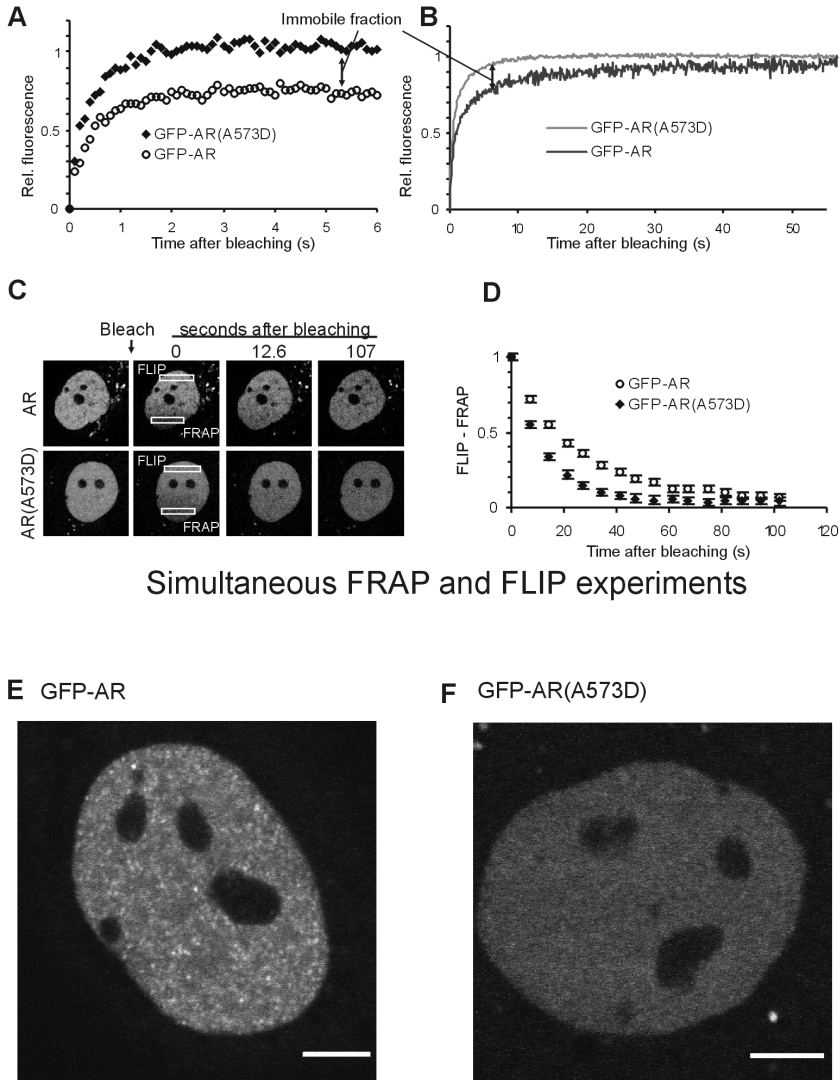 A
Rel. fluorescence
1
0.5
0
0 1 2 3 4 5 6
Time after bleaching (s)
GFP-AR(A573D)
GFP-AR
Immobile fraction
B
Rel. fluorescence
1
0.5
0
0 10 20 30 40 50
Time after bleaching (s)
GFP-AR(A573D)
GFP-AR
C
Bleach
seconds after bleaching
0 12.6 107
AR
FLIP
FRAP
AR(A573D)
FLIP
FRAP
D
FLIP - FRAP
1
0.5
0
0 20 40 60 80 100 120
Time after bleaching (s)
GFP-AR
GFP-AR(A573D)
Simultaneous FRAP and FLIP experiments
E GFP-AR
F GFP-AR(A573D)